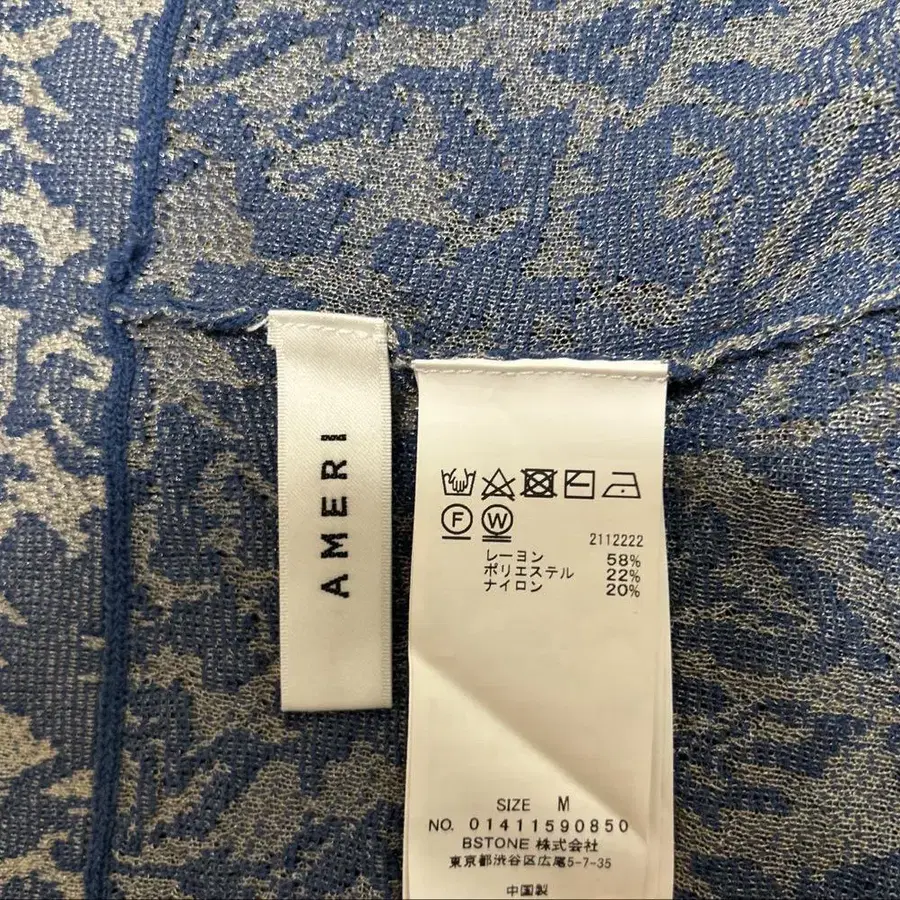 AMERI
F W
2112222
レーヨン 58%
ポリエステル 22%
ナイロン 20%
SIZE M
NO. 01411590850
BSTONE 株式会社
東京都渋谷区広尾5-7-35
中国製